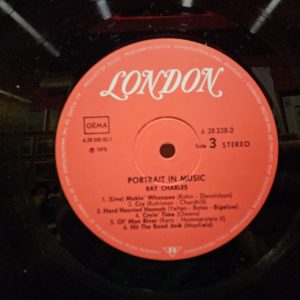 LONDON
GEMA
6.28 338-2
Side 3 STEREO
℗ 1975
PORTRAIT IN MUSIC
RAY CHARLES
1. (Live) Makin' Whoopee (Kahn - Donaldson)
2. Cry (Kohlman - Churchill)
3. Hard Hearted Hannah (Yellen - Bates - Bigelow)
4. Cryin' Time (Owens)
5. Ol' Man River (Kern - Hammerstein II)
6. Hit The Road Jack (Mayfield)